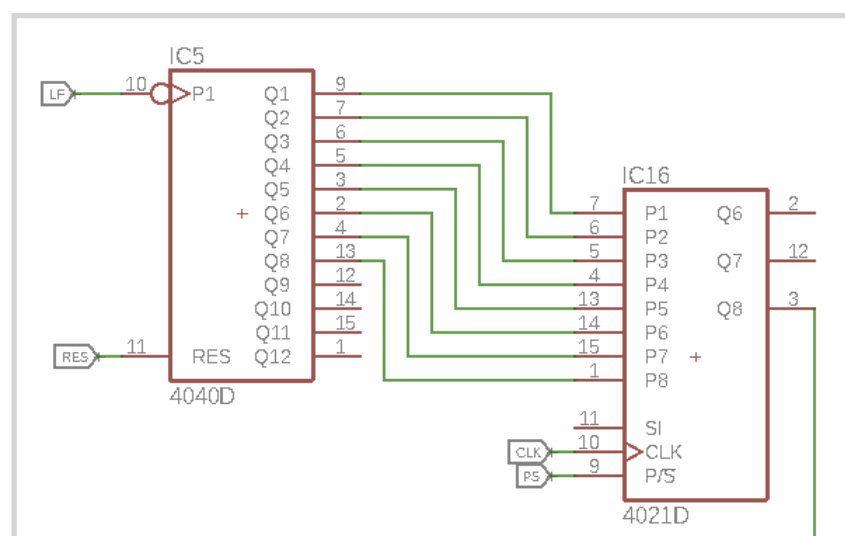 IC5
LF 10 P1 Q1 9
Q2 7
Q3 6
Q4 5
Q5 3
Q6 2
Q7 4
Q8 13
Q9 12
Q10 14
Q11 15
RES 11 RES Q12 1
4040D
IC16
7 P1 Q6 2
6 P2
5 P3 Q7 12
4 P4
13 P5 Q8 3
14 P6
15 P7
1 P8
11 SI
CLK 10 CLK
PS 9 P/S̅
4021D